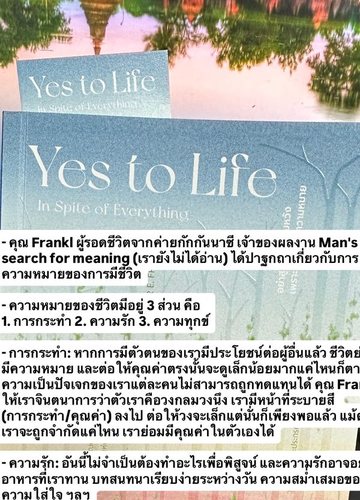 Yes to Life
In Spite of Everything
Yes to Life
In Spite of Everything
- คุณ Frankl ผู้รอดชีวิตจากค่ายกักกันนาซี เจ้าของผลงาน Man's
search for meaning (เรายังไม่ได้อ่าน) ได้ปาฐกถาเกี่ยวกับการ
ความหมายของการมีชีวิต
- ความหมายของชีวิตมีอยู่ 3 ส่วน คือ
1. การกระทำ 2. ความรัก 3. ความทุกข์
- การกระทำ: หากการมีตัวตนของเรามีประโยชน์ต่อผู้อื่นแล้ว ชีวิตย่
มีความหมาย และต่อให้คุณค่าตรงนั้นจะดูเล็กน้อยมากแค่ไหนก็ตา
ความเป็นปัจเจกของเราแต่ละคนไม่สามารถถูกทดแทนได้ คุณ Fra
ให้เราจินตนาการว่าตัวเราคือวงกลมวงนึง เรามีหน้าที่ระบายสี
(การกระทำ/คุณค่า) ลงไป ต่อให้วงจะเล็กแต่นั่นก็เพียงพอแล้ว แม้
เราจะถูกจำกัดแค่ไหน เราย่อมมีคุณค่าในตัวเองได้
- ความรัก: อันนี้ไม่จำเป็นต้องทำอะไรเพื่อพิสูจน์ และความรักอาจอย
อาหารที่เราทาน บทสนทนาเรียบง่ายระหว่างวัน ความสม่ำเสมอขอ
ความใส่ใจ ฯลฯ